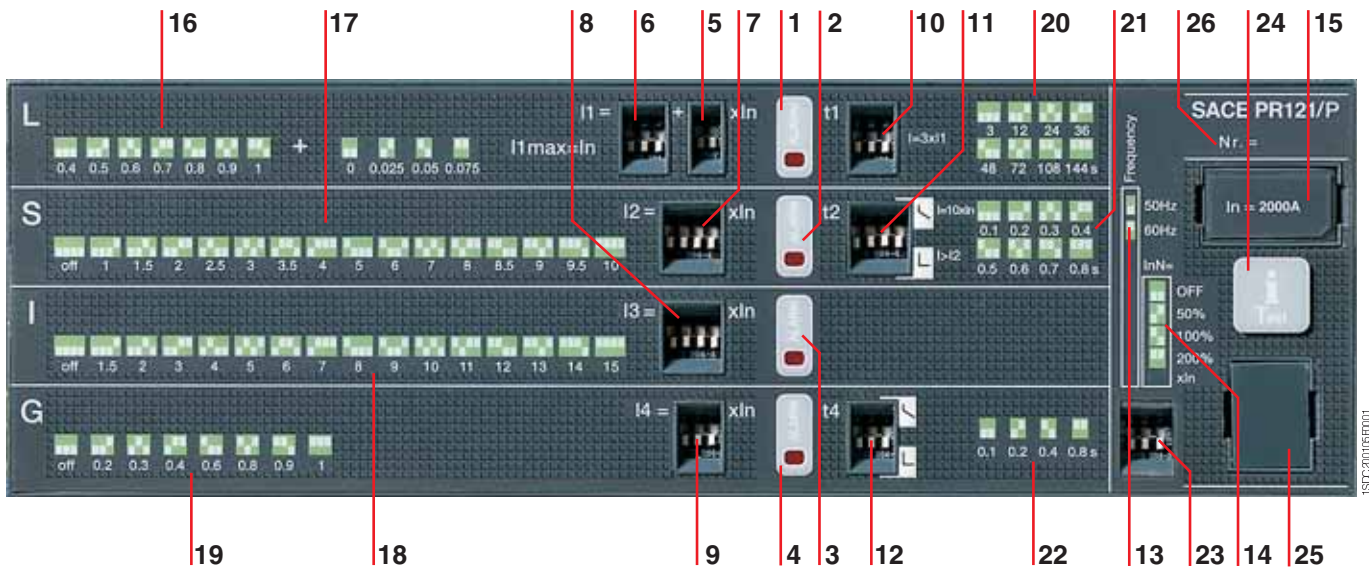 16 17 8 6 5 7 1 2 10 11 20 21 26 24 15
L
0.4 0.5 0.6 0.7 0.8 0.9 1 + 0 0.025 0.05 0.075
I1max=In
I1 = + xIn
t1
I=3xI1
3 12 24 36
48 72 108 144 s
S
off 1 1.5 2 2.5 3 3.5 4 5 6 7 8 8.5 9 9.5 10
I2 = xIn
t2
I=10xIn
I>I2
0.1 0.2 0.3 0.4
0.5 0.6 0.7 0.8 s
I
off 1.5 2 3 4 5 6 7 8 9 10 11 12 13 14 15
I3 = xIn
G
off 0.2 0.3 0.4 0.6 0.8 0.9 1
I4 = xIn
t4
0.1 0.2 0.4 0.8 s
Frequency
50Hz
60Hz
InN=
OFF
50%
100%
200%
xIn
SACE PR121/P
Nr. =
In = 2000A
i
Test
19 18 9 4 3 12 22 13 23 14 25